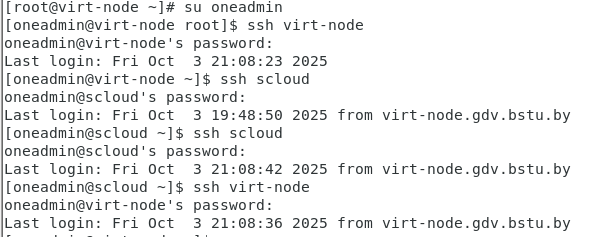 [root@virt-node ~]# su oneadmin
[oneadmin@virt-node root]$ ssh virt-node
oneadmin@virt-node's password:
Last login: Fri Oct  3 21:08:23 2025
[oneadmin@virt-node ~]$ ssh scloud
oneadmin@scloud's password:
Last login: Fri Oct  3 19:48:50 2025 from virt-node.gdv.bstu.by
[oneadmin@scloud ~]$ ssh scloud
oneadmin@scloud's password:
Last login: Fri Oct  3 21:08:42 2025 from virt-node.gdv.bstu.by
[oneadmin@scloud ~]$ ssh virt-node
oneadmin@virt-node's password:
Last login: Fri Oct  3 21:08:36 2025 from virt-node.gdv.bstu.by